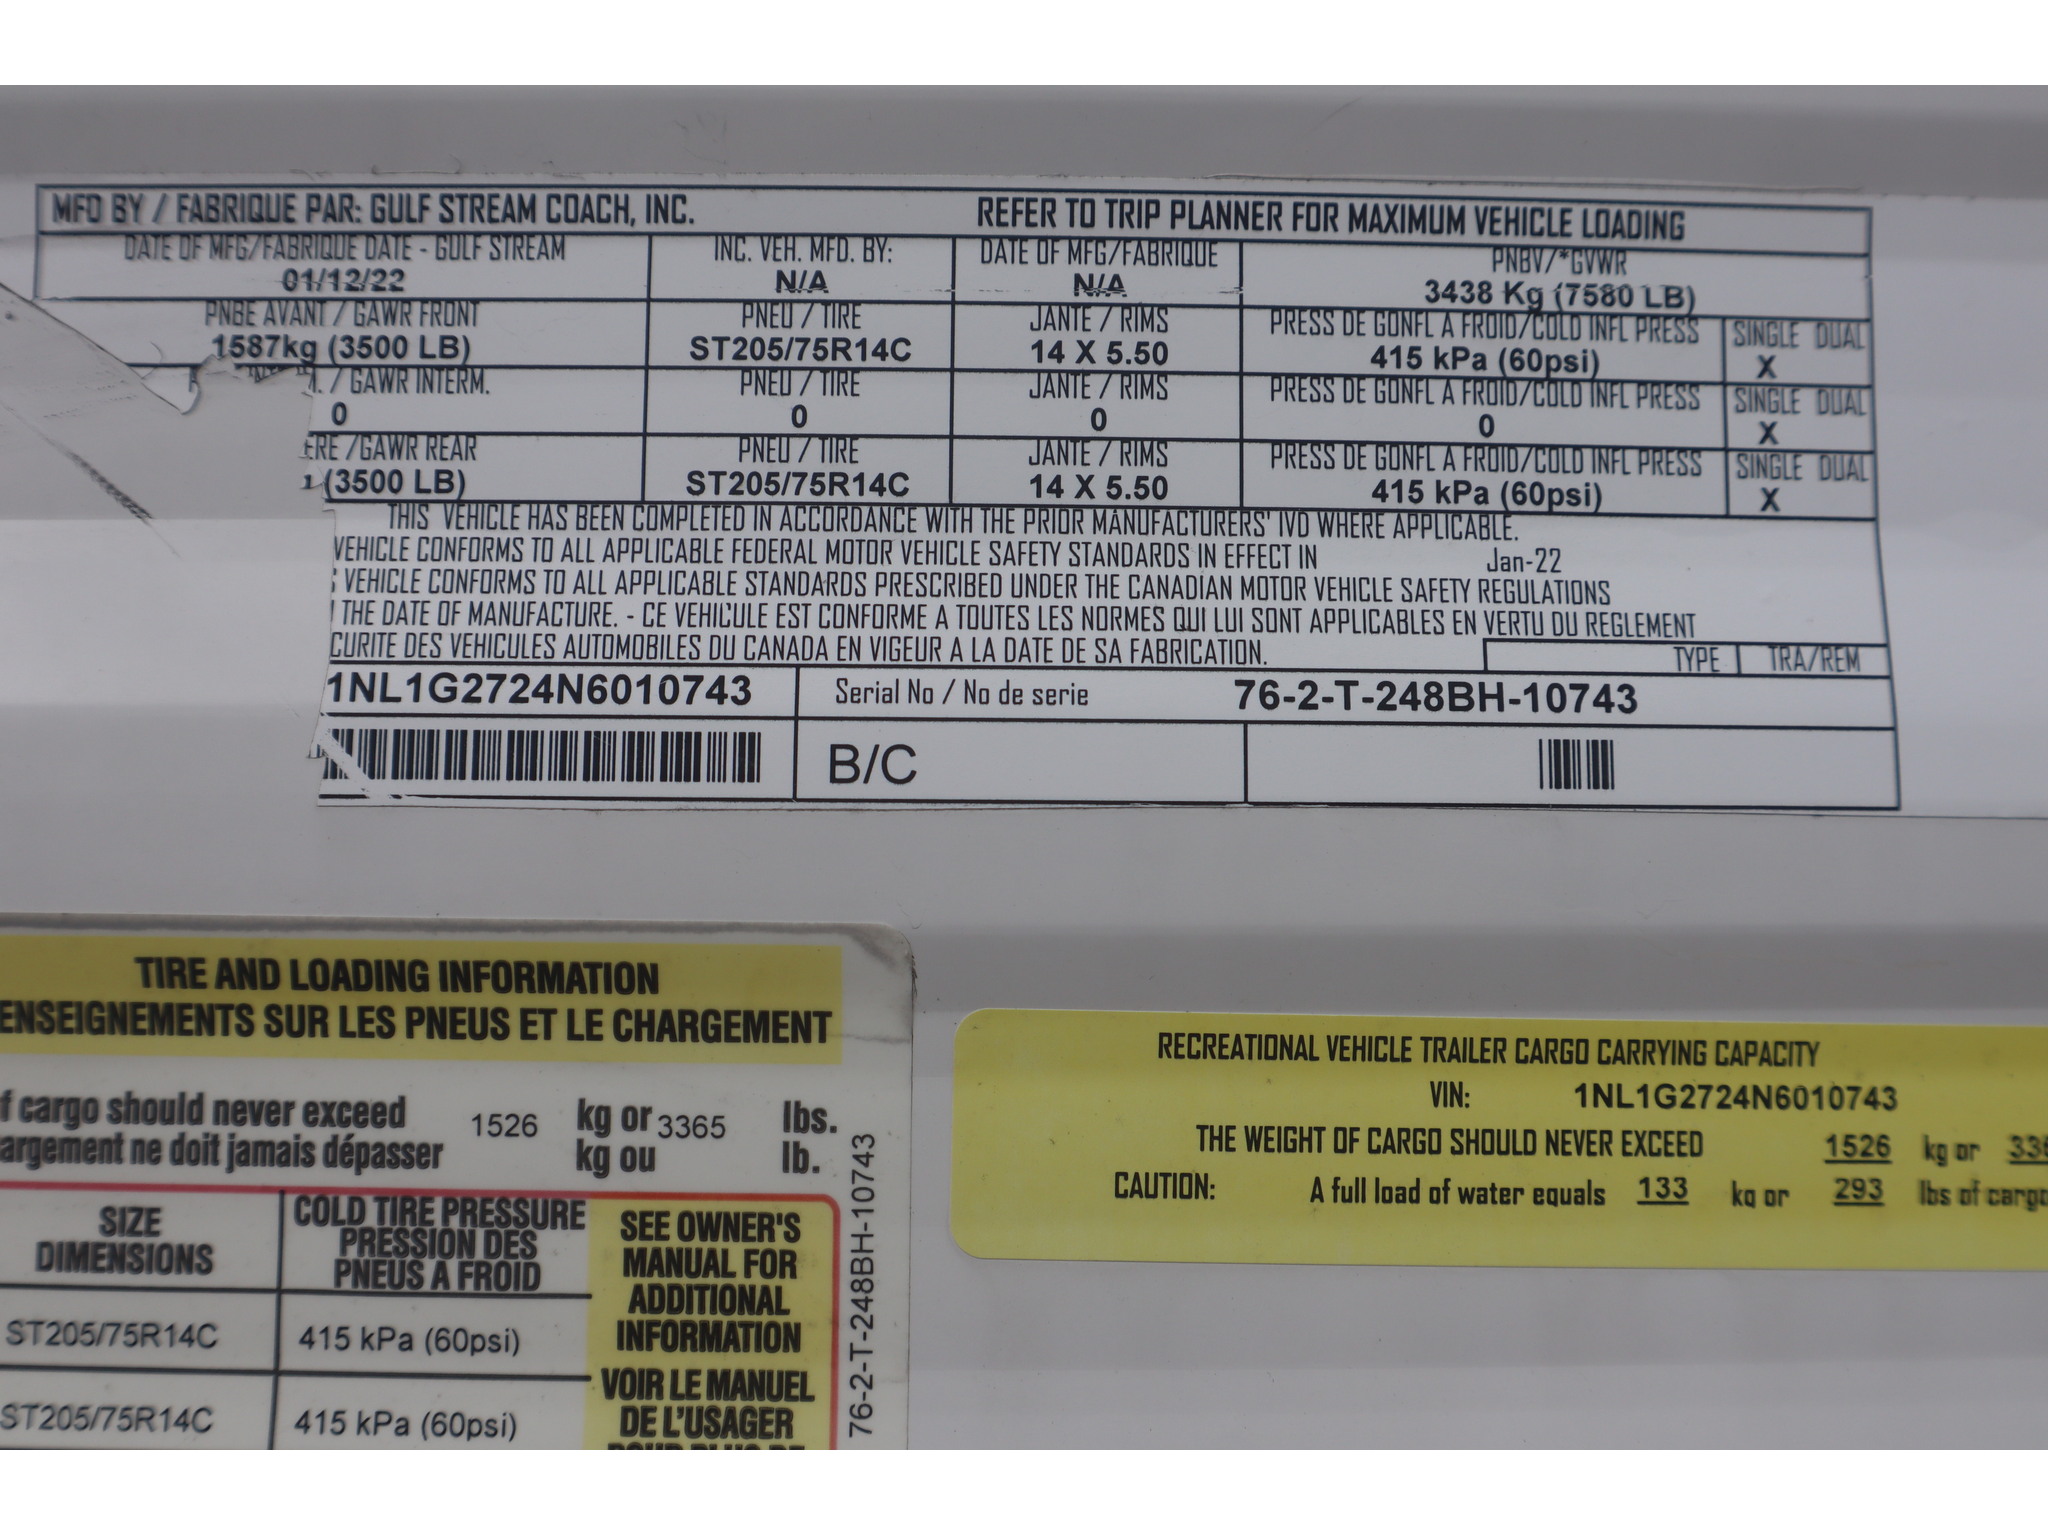 MFD BY / FABRIQUE PAR: GULF STREAM COACH, INC. REFER TO TRIP PLANNER FOR MAXIMUM VEHICLE LOADING
DATE OF MFG/FABRIQUE DATE - GULF STREAM INC. VEH. MFD. BY: DATE OF MFG/FABRIQUE PNBV/*GVWR
01/12/22 N/A N/A 3438 Kg (7580 LB)
PNBE AVANT / GAWR FRONT PNEU / TIRE JANTE / RIMS PRESS DE GONFL A FROID/COLD INFL PRESS SINGLE DUAL
1587kg (3500 LB) ST205/75R14C 14 X 5.50 415 kPa (60psi) X
/ GAWR INTERM. PNEU / TIRE JANTE / RIMS PRESS DE GONFL A FROID/COLD INFL PRESS SINGLE DUAL
0 0 0 0 X
ERE /GAWR REAR PNEU / TIRE JANTE / RIMS PRESS DE GONFL A FROID/COLD INFL PRESS SINGLE DUAL
(3500 LB) ST205/75R14C 14 X 5.50 415 kPa (60psi) X
THIS VEHICLE HAS BEEN COMPLETED IN ACCORDANCE WITH THE PRIOR MANUFACTURERS' IVD WHERE APPLICABLE.
VEHICLE CONFORMS TO ALL APPLICABLE FEDERAL MOTOR VEHICLE SAFETY STANDARDS IN EFFECT IN Jan-22
VEHICLE CONFORMS TO ALL APPLICABLE STANDARDS PRESCRIBED UNDER THE CANADIAN MOTOR VEHICLE SAFETY REGULATIONS
THE DATE OF MANUFACTURE. - CE VEHICULE EST CONFORME A TOUTES LES NORMES QUI LUI SONT APPLICABLES EN VERTU DU REGLEMENT
CURITE DES VEHICULES AUTOMOBILES DU CANADA EN VIGEUR A LA DATE DE SA FABRICATION. TYPE TRA/REM
1NL1G2724N6010743 Serial No / No de serie 76-2-T-248BH-10743
B/C
TIRE AND LOADING INFORMATION
ENSEIGNEMENTS SUR LES PNEUS ET LE CHARGEMENT
f cargo should never exceed 1526 kg or 3365 lbs.
argement ne doit jamais dépasser kg ou lb.
SIZE
DIMENSIONS
COLD TIRE PRESSURE
PRESSION DES
PNEUS A FROID
ST205/75R14C 415 kPa (60psi)
ST205/75R14C 415 kPa (60psi)
SEE OWNER'S
MANUAL FOR
ADDITIONAL
INFORMATION
VOIR LE MANUEL
DE L'USAGER
POUR PLUS DE
76-2-T-248BH-10743
RECREATIONAL VEHICLE TRAILER CARGO CARRYING CAPACITY
VIN: 1NL1G2724N6010743
THE WEIGHT OF CARGO SHOULD NEVER EXCEED 1526 kg or 336
CAUTION: A full load of water equals 133 kg or 293 lbs of cargo